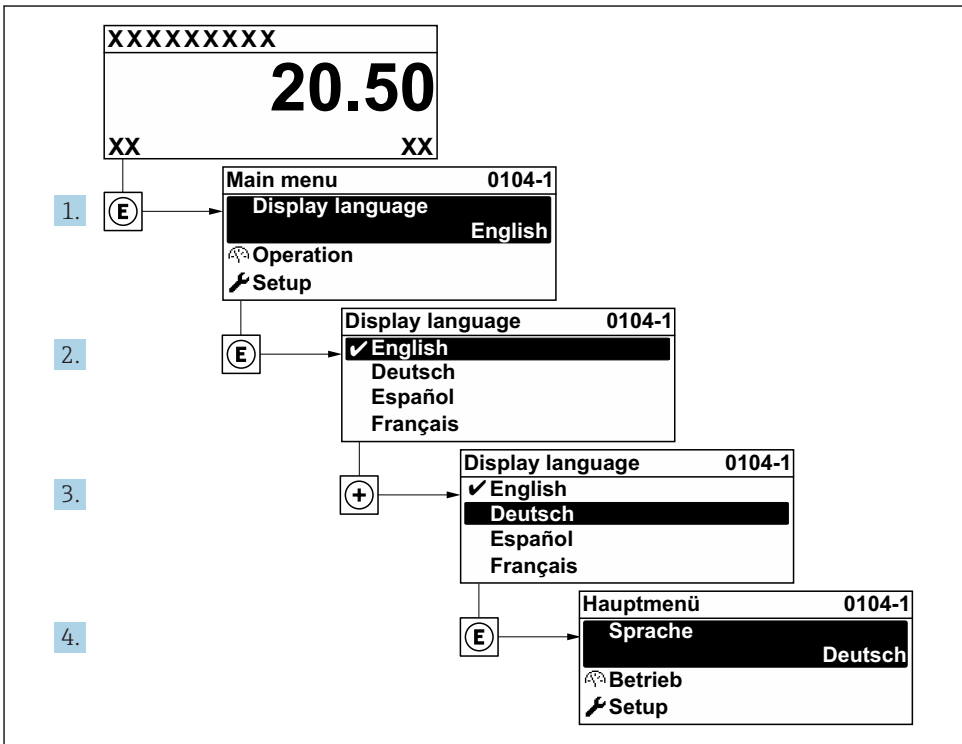 XXXXXXXXX
20.50
XX XX
1. E
Main menu 0104-1
Display language
English
Operation
Setup
2. E
Display language 0104-1
✔ English
Deutsch
Español
Français
3. +
Display language 0104-1
✔ English
Deutsch
Español
Français
4. E
Hauptmenü 0104-1
Sprache
Deutsch
Betrieb
Setup